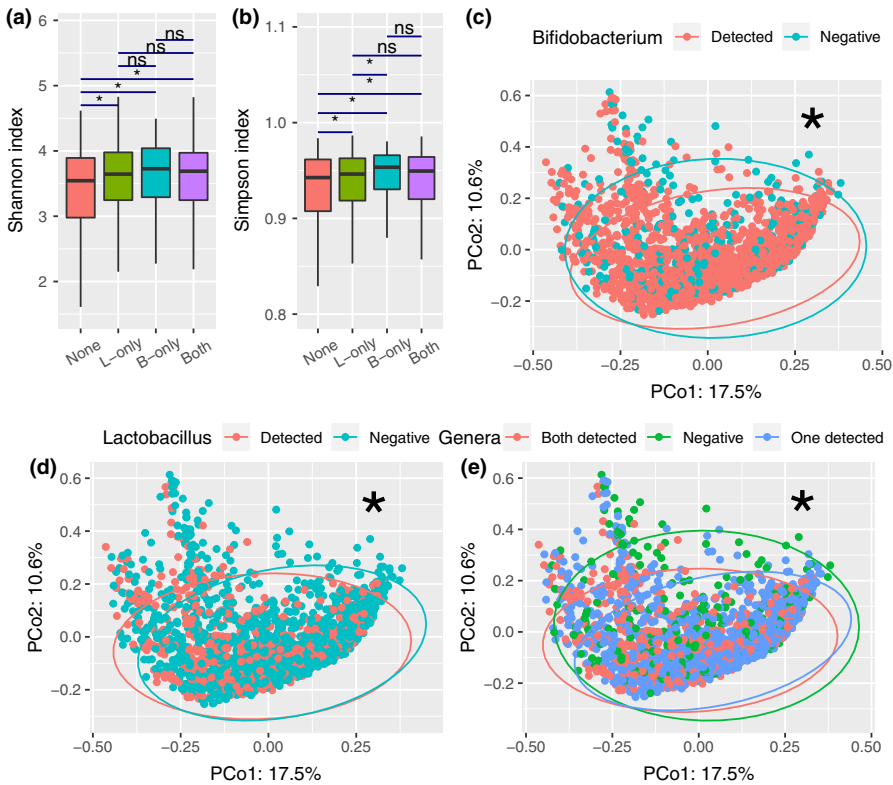 (a)
6
5
4
3
2
Shannon index
ns
ns
ns
*
*
*
None
L-only
B-only
Both
(b)
1.1
1.0
0.9
0.8
Simpson index
ns
ns
*
*
*
*
None
L-only
B-only
Both
(c)
Bifidobacterium Detected Negative
*
0.6
0.4
0.2
0.0
−0.2
PCo2: 10.6%
−0.50 −0.25 0.00 0.25 0.50
PCo1: 17.5%
Lactobacillus Detected Negative
(d)
*
0.6
0.4
0.2
0.0
−0.2
PCo2: 10.6%
−0.50 −0.25 0.00 0.25
PCo1: 17.5%
Genera Both detected Negative One detected
(e)
*
0.6
0.4
0.2
0.0
−0.2
PCo2: 10.6%
−0.50 −0.25 0.00 0.25 0.50
PCo1: 17.5%